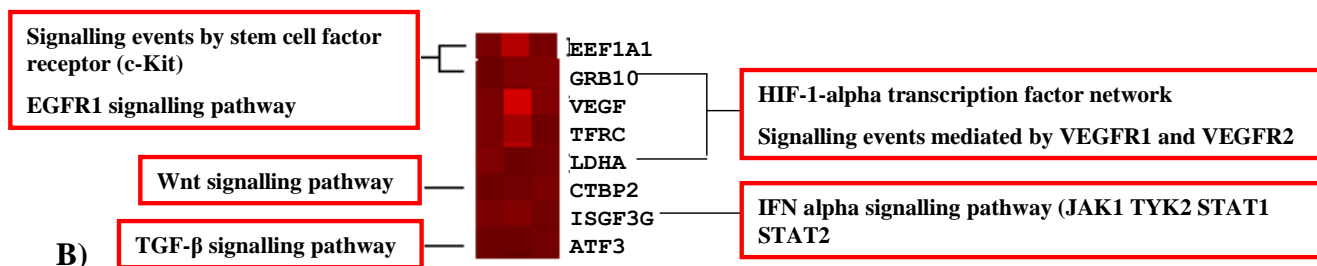 Signalling events by stem cell factor
receptor (c-Kit)
EGFR1 signalling pathway
Wnt signalling pathway
TGF-β signalling pathway
B)
EEF1A1
GRB10
VEGF
TFRC
LDHA
CTBP2
ISGF3G
ATF3
HIF-1-alpha transcription factor network
Signalling events mediated by VEGFR1 and VEGFR2
IFN alpha signalling pathway (JAK1 TYK2 STAT1
STAT2